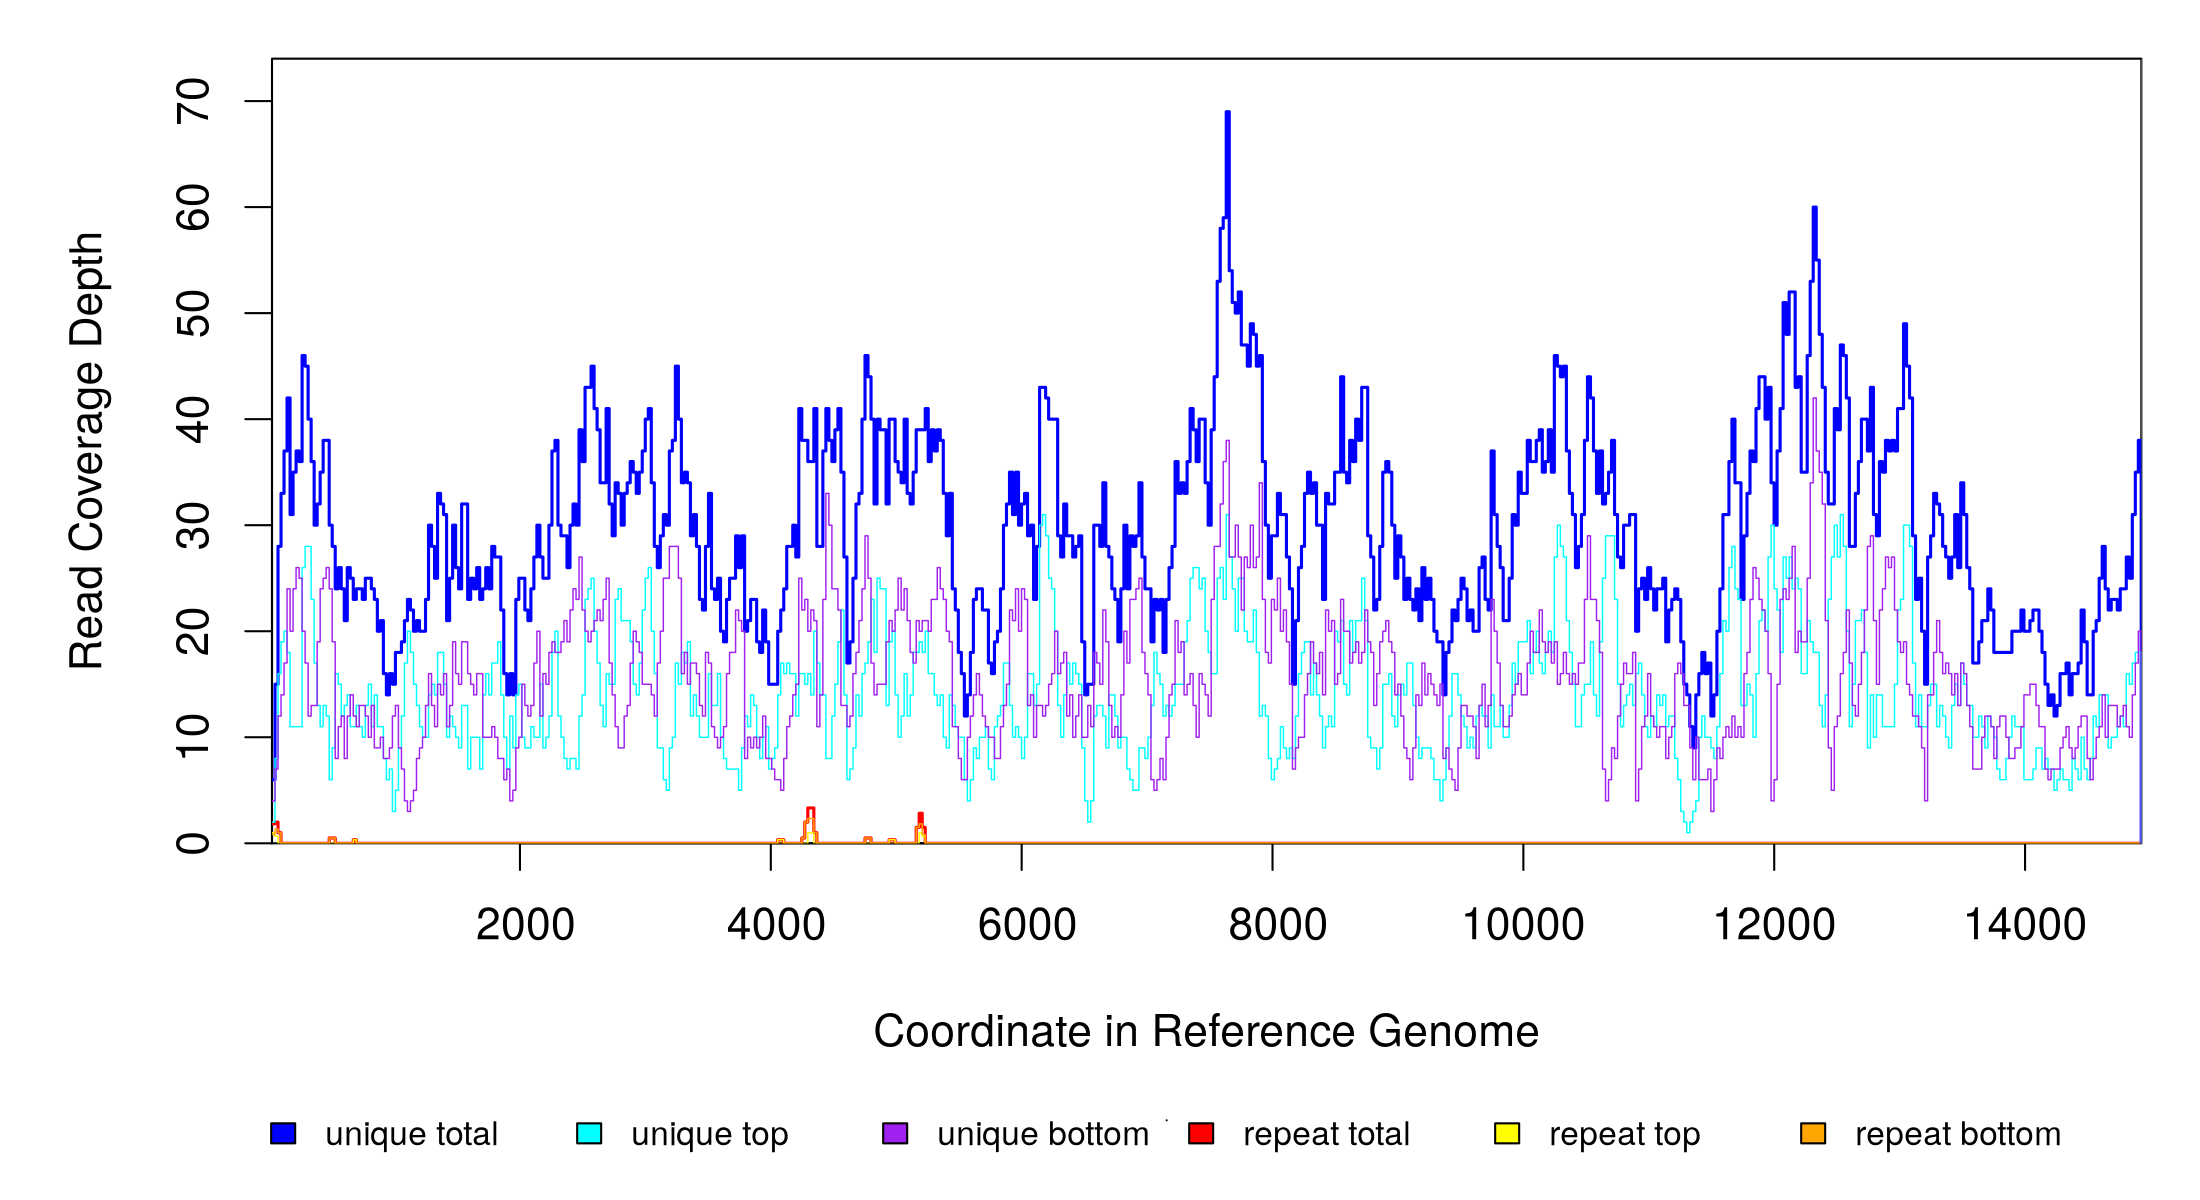 Read Coverage Depth
70
60
50
40
30
20
10
0
2000 4000 6000 8000 10000 12000 14000
Coordinate in Reference Genome
unique total unique top unique bottom repeat total repeat top repeat bottom